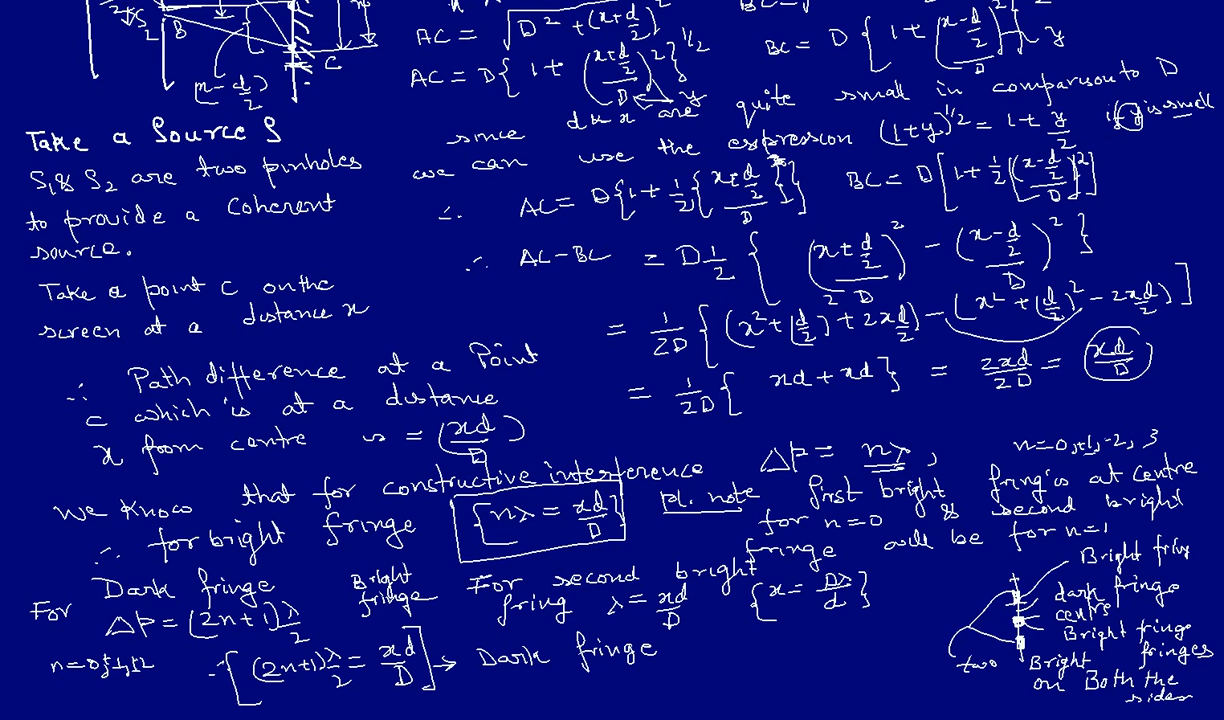 AC = √D² + (x+d/2)²
AC = D{ 1+ ((x+d/2)/D)² }^1/2 y
BC = D { 1+ ((x-d/2)/D)² y
C
B
(x - d/2)
since d & x are quite small in comparison to D
we can use the expression (1+y)^1/2 = 1+ y/2 if y is small
∴ AC = D{1+ 1/2{(x+d/2)/D}²} BC = D[1+ 1/2((x-d/2)/D)²]
∴ AC-BC = D 1/2 { ((x+d/2)/D)² - ((x-d/2)/D)² }
= 1/2D { (x²+(d/2)²+2xd/2) - (x²+(d/2)²-2xd/2) ]
= 1/2D { xd+xd } = 2xd/2D = (xd/D)
Take a Source S
S1 & S2 are two pinholes
to provide a coherent
source.
Take a point C on the
screen at a distance x
∴ Path difference at a Point
C which is at a distance
x from centre is = (xd/D)
we know that for constructive interference Δp = nλ, n=0,±1,-2, 3
∴ for bright fringe {nλ = xd/D}
Pl. note first bright fring is at centre
for n=0 & second bright
fringe will be for n=1
For Dark fringe
Δp = (2n+1)λ/2
n=0,±1,±2
Bright
fringe
For second bright
fring λ = xd/D {x = Dλ/d}
∴ [(2n+1)λ/2 = xd/D] → Dark fringe
Bright frin
dark fringe
centre
Bright fringe
two Bright fringes
on Both the
sides